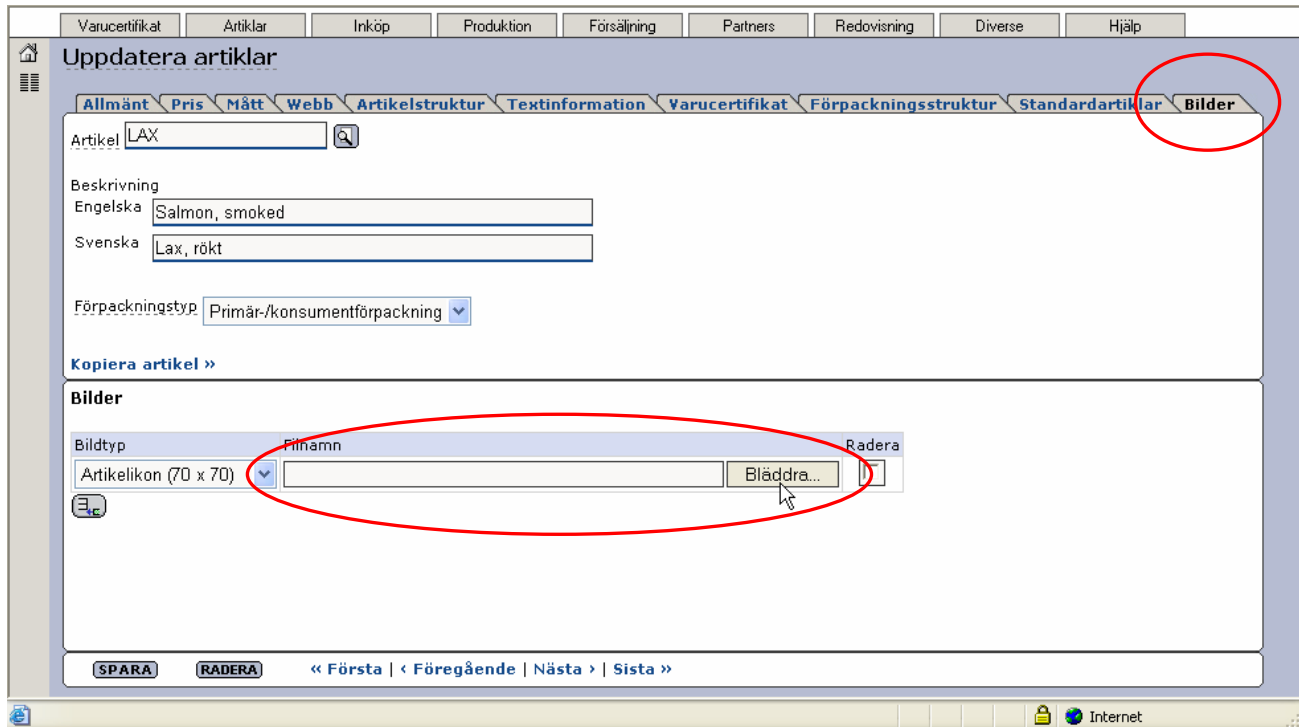 Varucertifikat Artiklar Inköp Produktion Försäljning Partners Redovisning Diverse Hjälp
Uppdatera artiklar
Allmänt Pris Mått Webb Artikelstruktur Textinformation Varucertifikat Förpackningsstruktur Standardartiklar Bilder
Artikel LAX
Beskrivning
Engelska Salmon, smoked
Svenska Lax, rökt
Förpackningstyp Primär-/konsumentförpackning
Kopiera artikel »
Bilder
Bildtyp Filnamn Radera
Artikelikon (70 x 70) Bläddra...
SPARA RADERA « Första | ‹ Föregående | Nästa › | Sista »
Internet